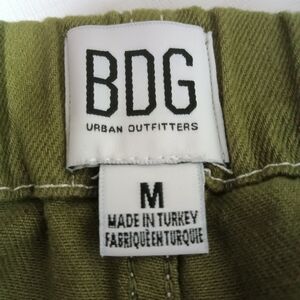 BDG
URBAN OUTFITTERS
M
MADE IN TURKEY
FABRIQUÉ EN TURQUIE